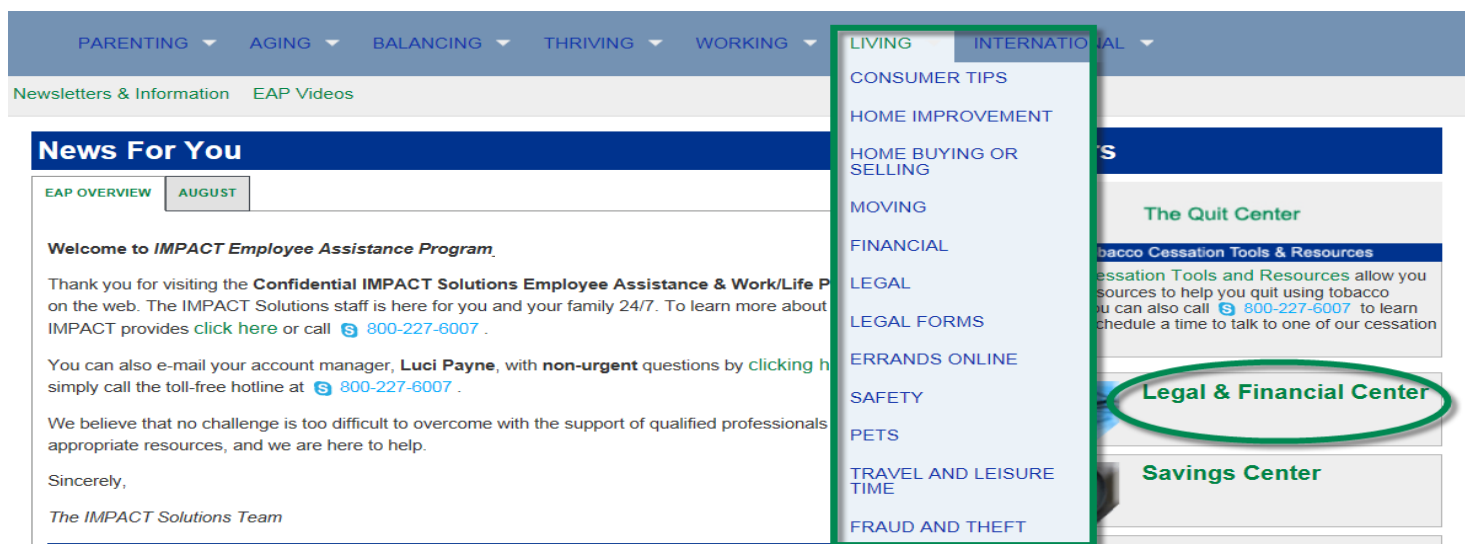 PARENTING AGING BALANCING THRIVING WORKING LIVING INTERNATIONAL
Newsletters & Information EAP Videos
CONSUMER TIPS
HOME IMPROVEMENT
HOME BUYING OR
SELLING
MOVING
FINANCIAL
LEGAL
LEGAL FORMS
ERRANDS ONLINE
SAFETY
PETS
TRAVEL AND LEISURE
TIME
FRAUD AND THEFT
News For You
EAP OVERVIEW AUGUST
Welcome to IMPACT Employee Assistance Program
Thank you for visiting the Confidential IMPACT Solutions Employee Assistance & Work/Life P
on the web. The IMPACT Solutions staff is here for you and your family 24/7. To learn more about
IMPACT provides click here or call 800-227-6007 .
You can also e-mail your account manager, Luci Payne, with non-urgent questions by clicking h
simply call the toll-free hotline at 800-227-6007 .
We believe that no challenge is too difficult to overcome with the support of qualified professionals
appropriate resources, and we are here to help.
Sincerely,
The IMPACT Solutions Team
rs
The Quit Center
bacco Cessation Tools & Resources
essation Tools and Resources allow you
sources to help you quit using tobacco
u can also call 800-227-6007 to learn
chedule a time to talk to one of our cessation
Legal & Financial Center
Savings Center